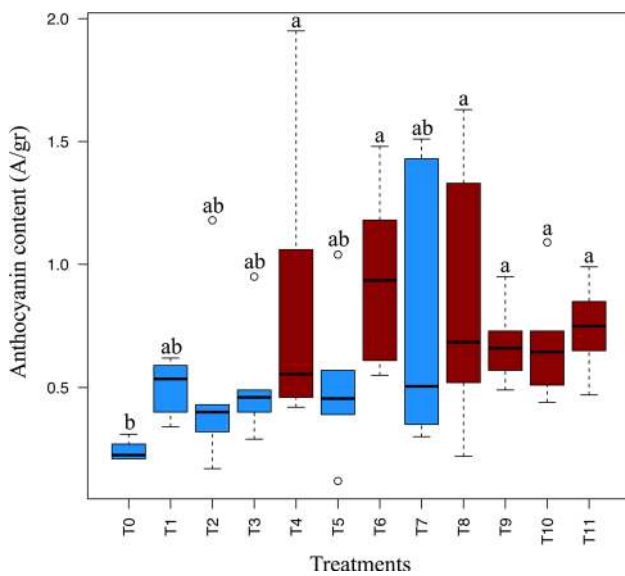 Anthocyanin content (A/gr)
2.0
1.5
1.0
0.5
b
ab
ab
ab
a
ab
a
ab
a
a
a
a
T0
T1
T2
T3
T4
T5
T6
T7
T8
T9
T10
T11
Treatments